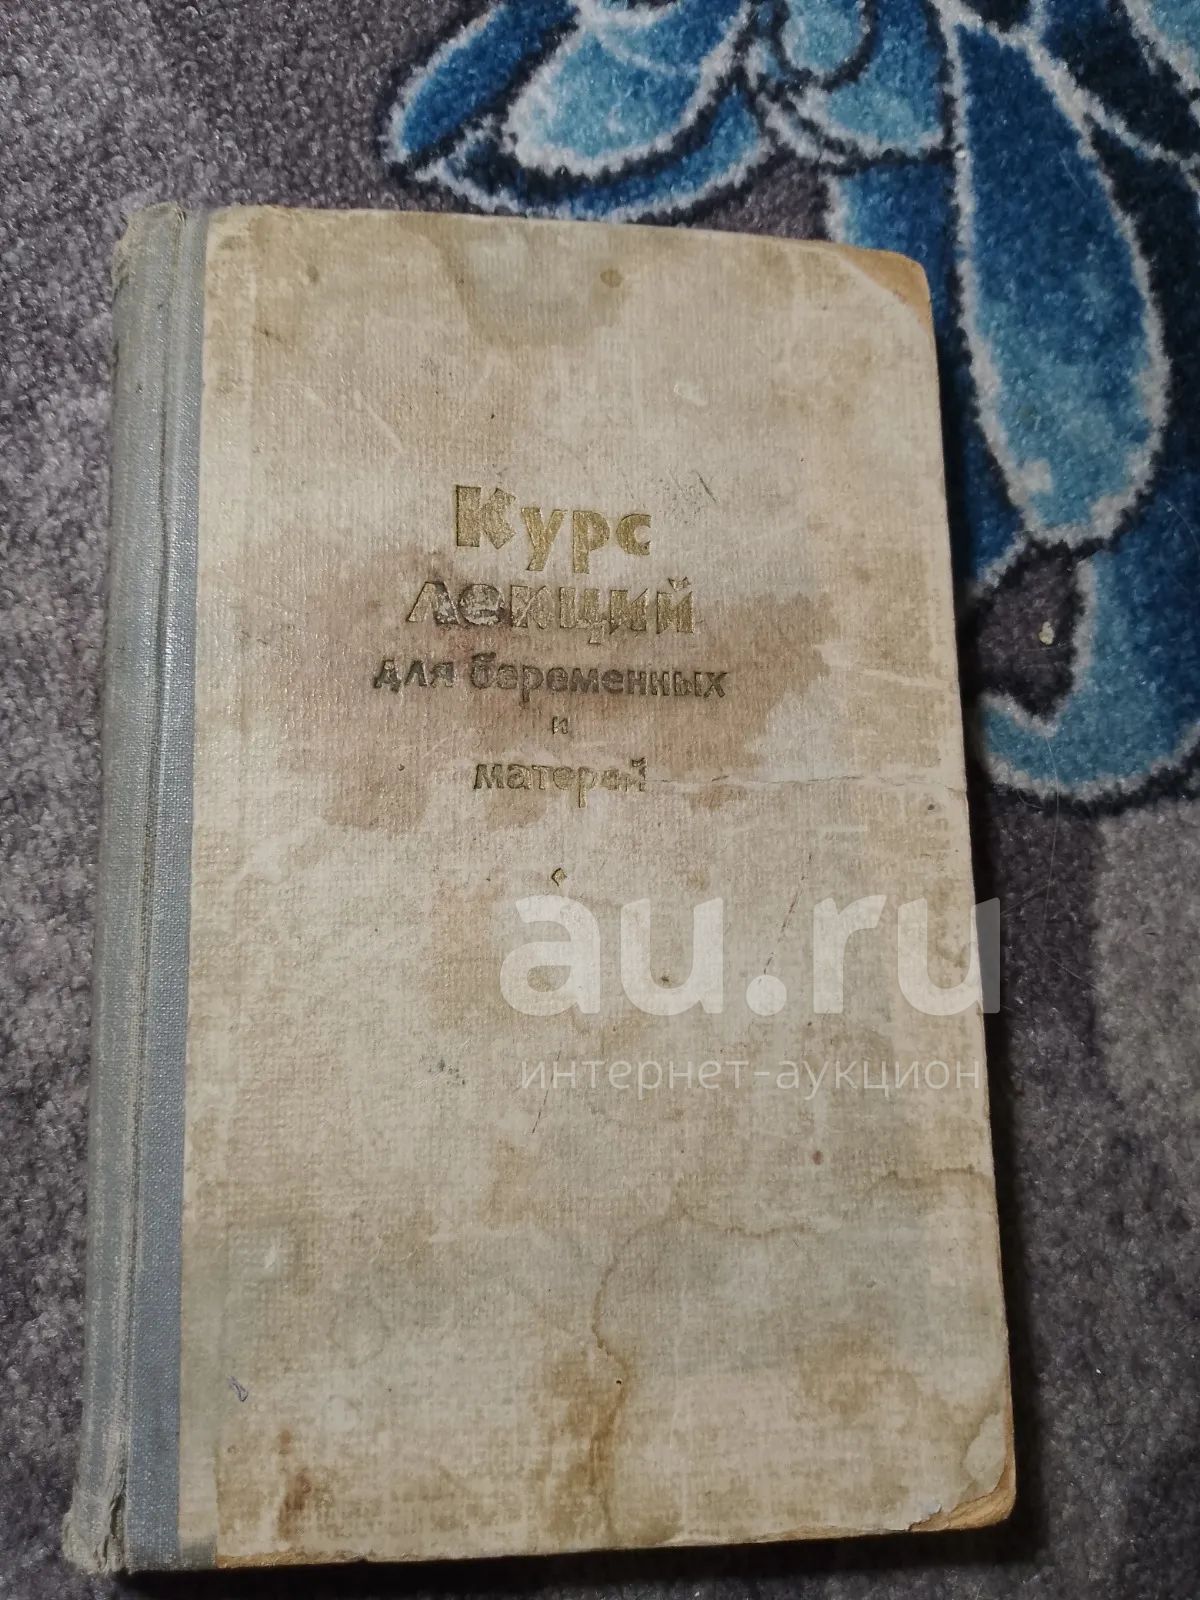 Курс
лекций
для беременных
и
матерей
au.ru
интернет-аукцион